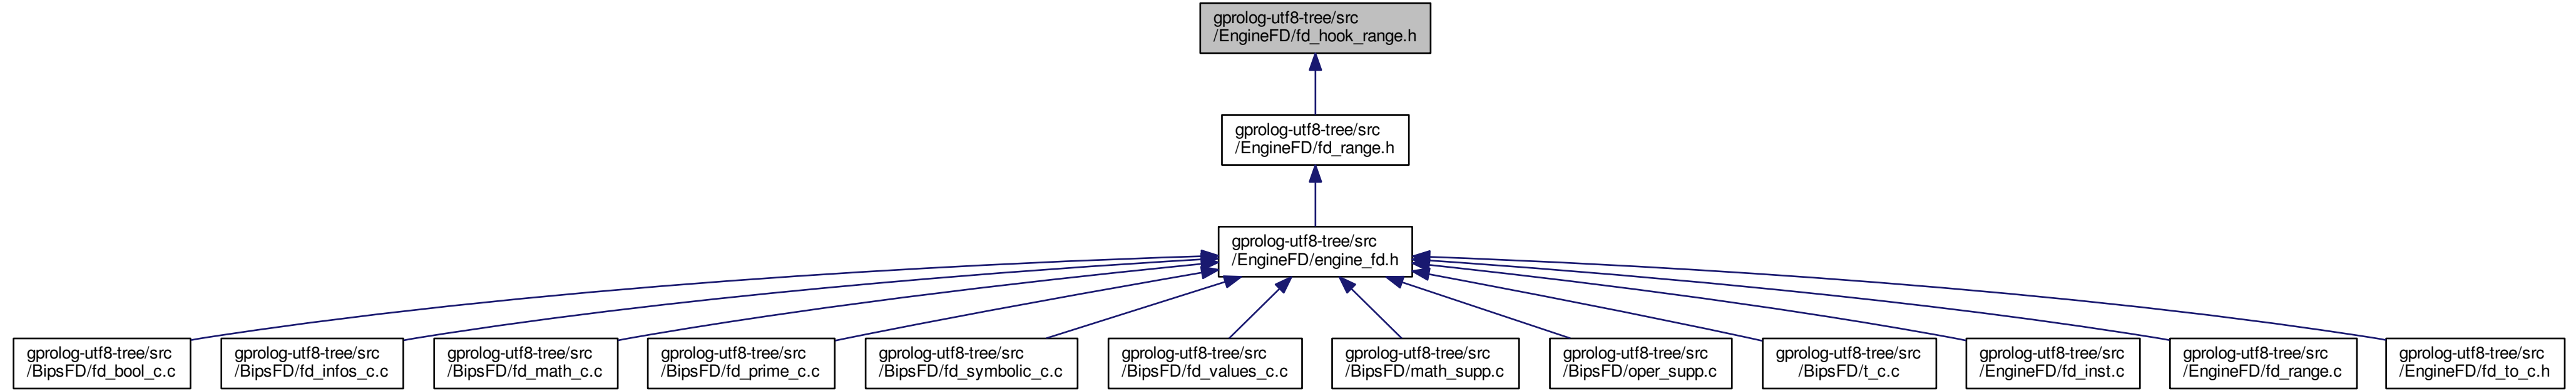 gprolog-utf8-tree/src
/EngineFD/fd_hook_range.h
gprolog-utf8-tree/src
/EngineFD/fd_range.h
gprolog-utf8-tree/src
/EngineFD/engine_fd.h
gprolog-utf8-tree/src
/BipsFD/fd_bool_c.c
gprolog-utf8-tree/src
/BipsFD/fd_infos_c.c
gprolog-utf8-tree/src
/BipsFD/fd_math_c.c
gprolog-utf8-tree/src
/BipsFD/fd_prime_c.c
gprolog-utf8-tree/src
/BipsFD/fd_symbolic_c.c
gprolog-utf8-tree/src
/BipsFD/fd_values_c.c
gprolog-utf8-tree/src
/BipsFD/math_supp.c
gprolog-utf8-tree/src
/BipsFD/oper_supp.c
gprolog-utf8-tree/src
/BipsFD/t_c.c
gprolog-utf8-tree/src
/EngineFD/fd_inst.c
gprolog-utf8-tree/src
/EngineFD/fd_range.c
gprolog-utf8-tree/src
/EngineFD/fd_to_c.h